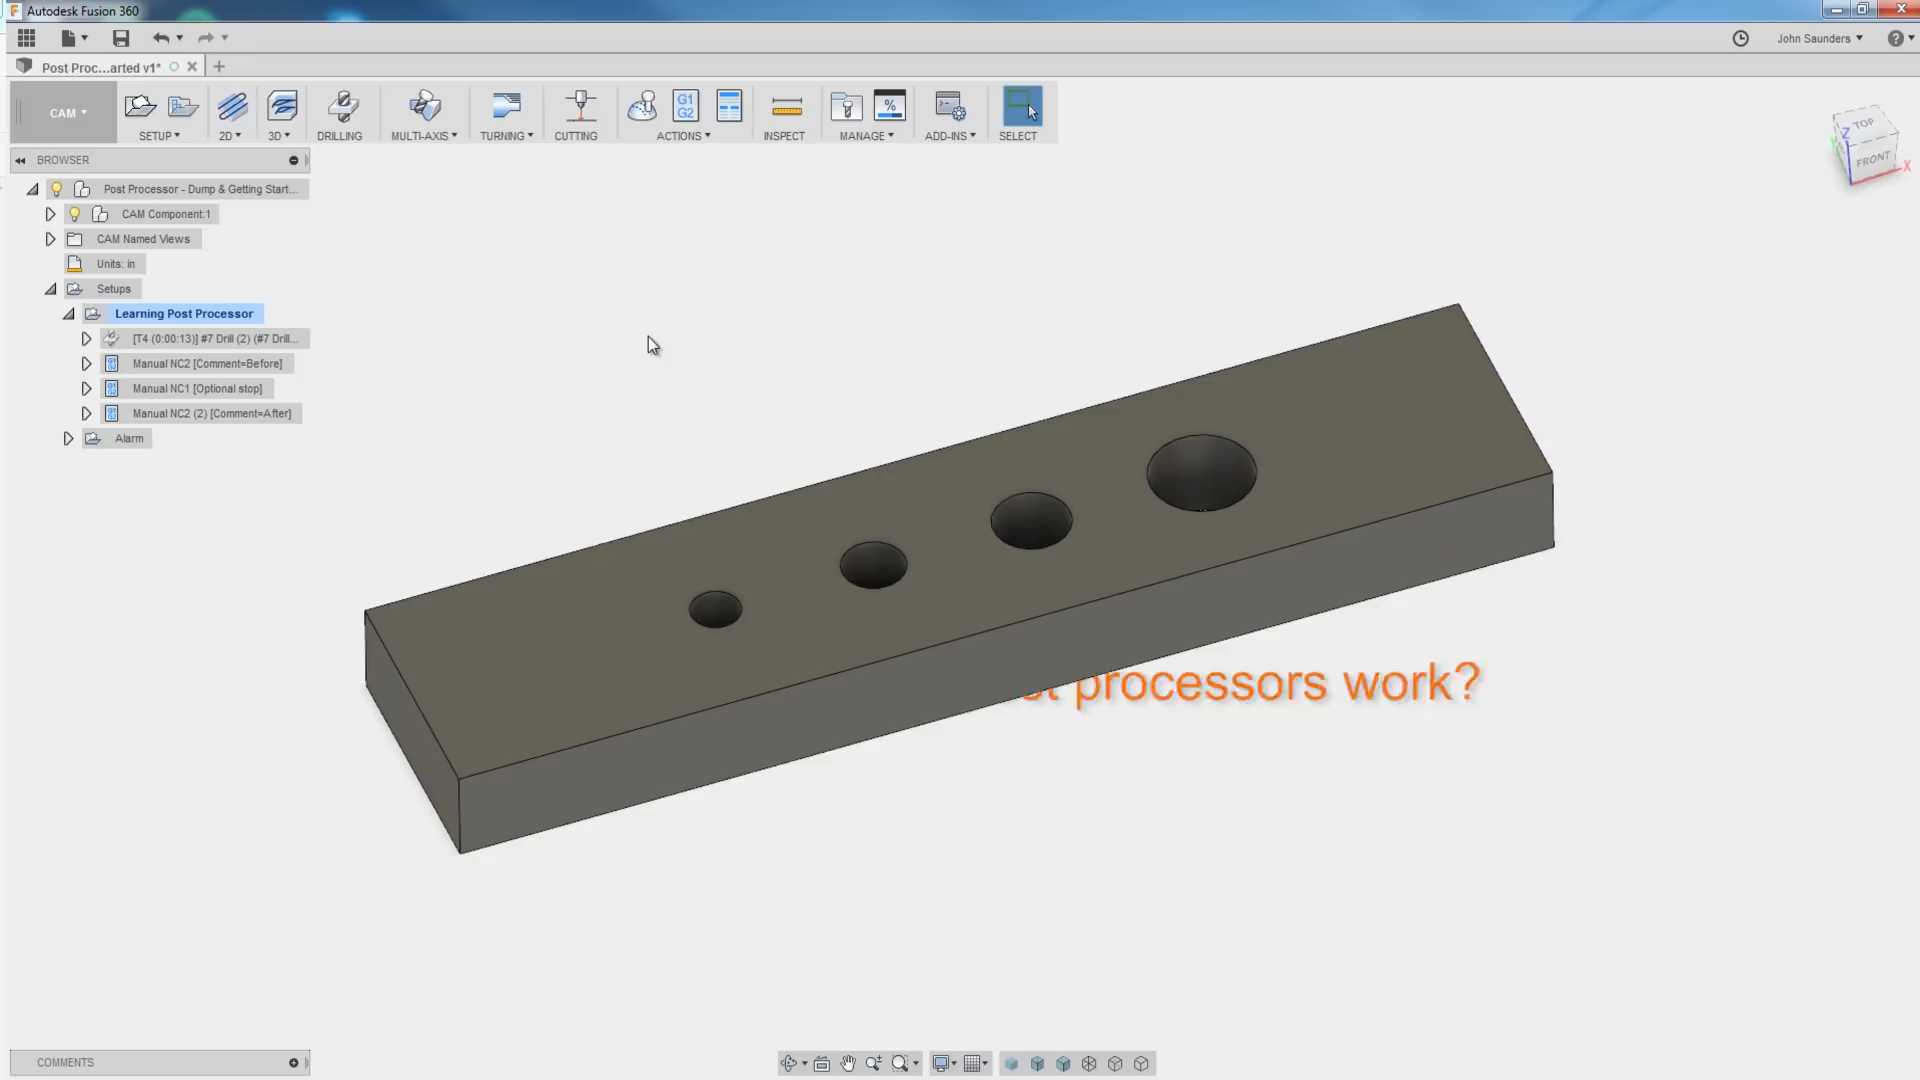 Autodesk Fusion 360
John Saunders
Post Proc...arted v1*
CAM
SETUP
2D
3D
DRILLING
MULTI-AXIS
TURNING
CUTTING
ACTIONS
INSPECT
MANAGE
ADD-INS
SELECT
G1
G2
%
TOP
FRONT
Z
X
BROWSER
Post Processor - Dump & Getting Start...
CAM Component:1
CAM Named Views
Units: in
Setups
Learning Post Processor
[T4 (0:00:13)] #7 Drill (2) (#7 Drill...
Manual NC2 [Comment=Before]
Manual NC1 [Optional stop]
Manual NC2 (2) [Comment=After]
Alarm
processors work?
COMMENTS